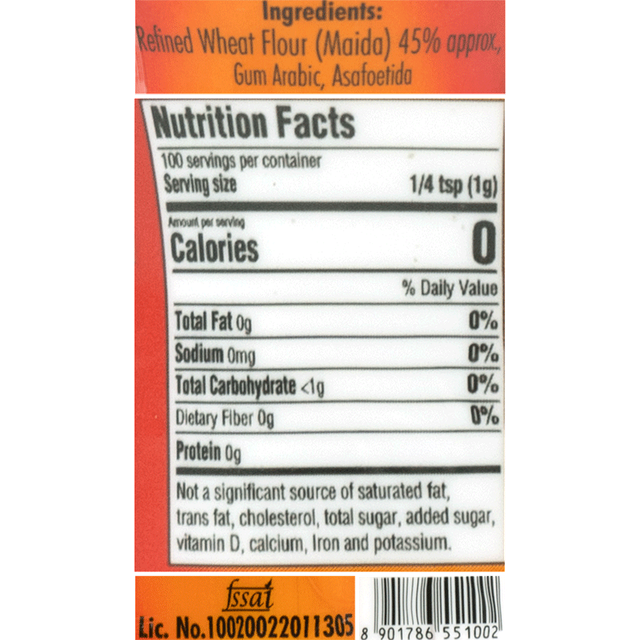 Ingredients:
Refined Wheat Flour (Maida) 45% approx.,
Gum Arabic, Asafoetida
Nutrition Facts
100 servings per container
Serving size 1/4 tsp (1g)
Amount per serving
Calories 0
% Daily Value
Total Fat 0g 0%
Sodium 0mg 0%
Total Carbohydrate <1g 0%
Dietary Fiber 0g 0%
Protein 0g
Not a significant source of saturated fat,
trans fat, cholesterol, total sugar, added sugar,
vitamin D, calcium, Iron and potassium.
fssai
Lic. No.10020022011305
8 901786 551002